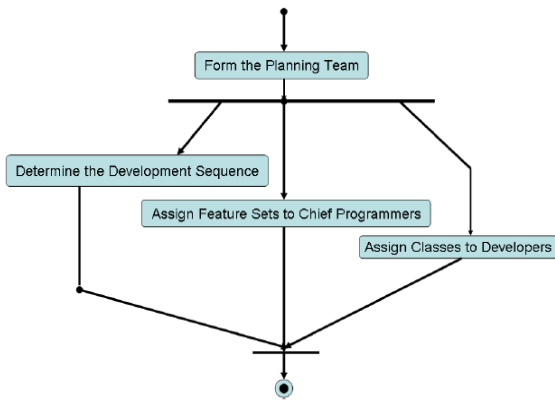 Form the Planning Team
Determine the Development Sequence
Assign Feature Sets to Chief Programmers
Assign Classes to Developers